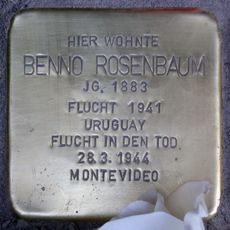 HIER WOHNTE
BENNO ROSENBAUM
JG. 1883
FLUCHT 1941
URUGUAY
FLUCHT IN DEN TOD
28.3.1944
MONTEVIDEO